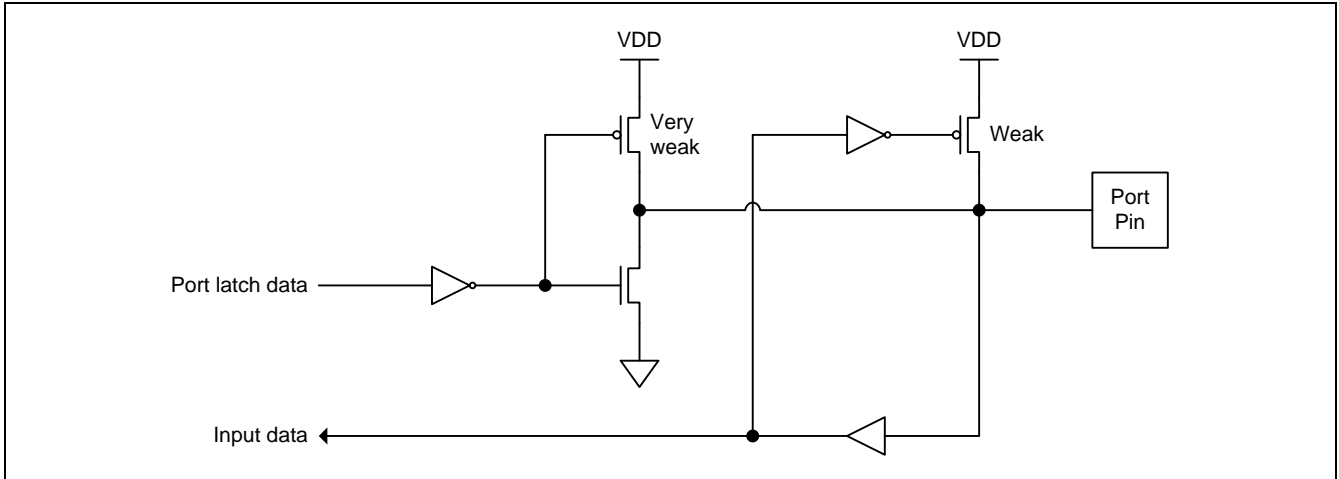 VDD
VDD
Very
weak
Weak
Port
Pin
Port latch data
Input data